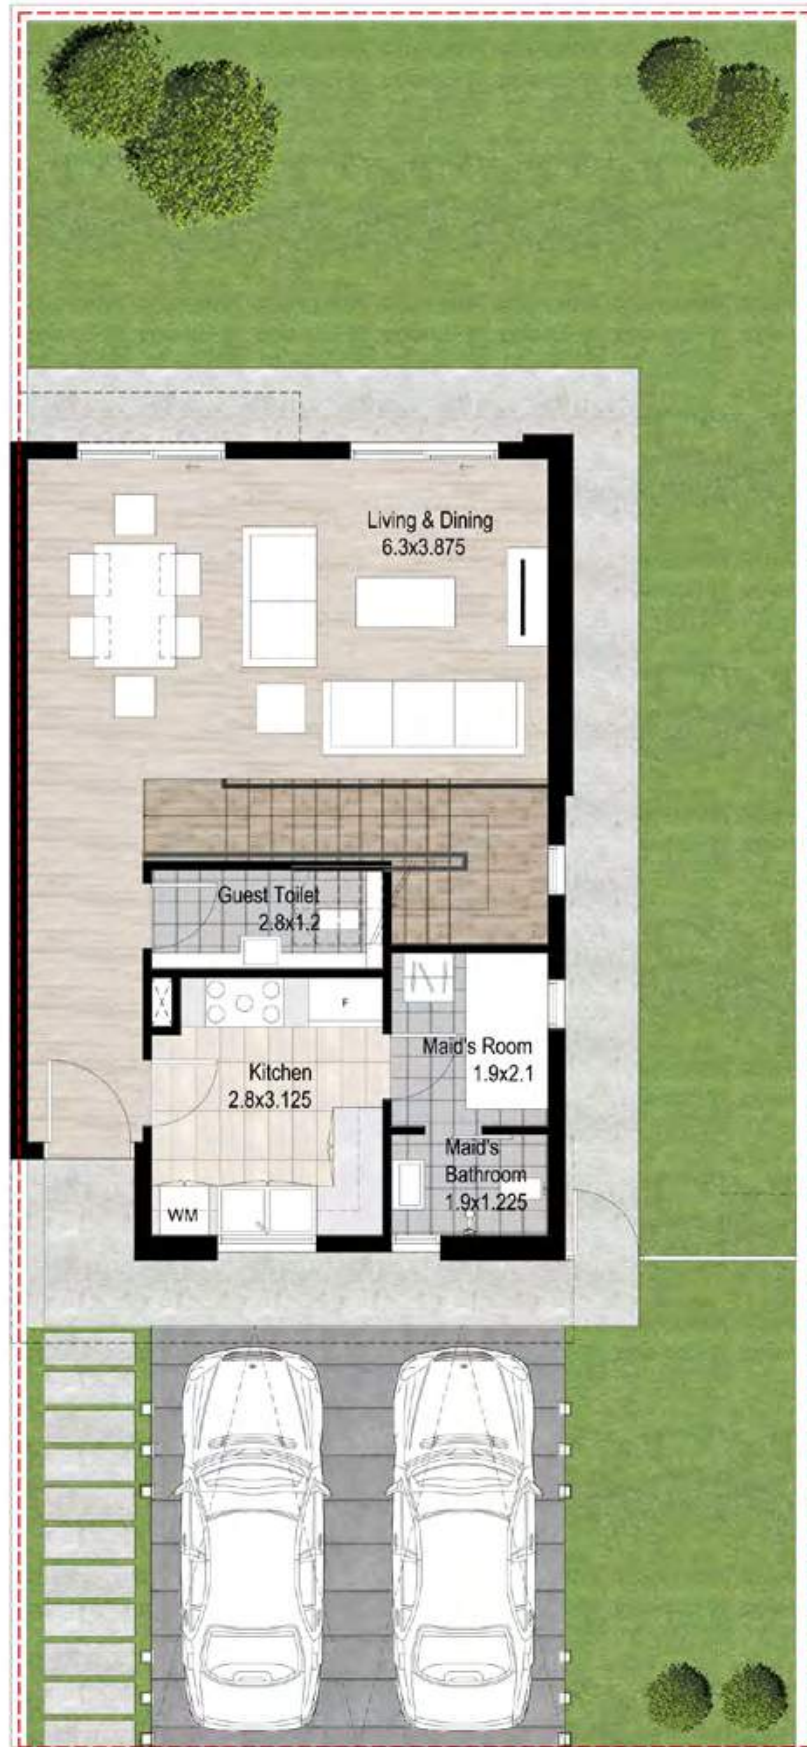 Living & Dining
6.3x3.875
Guest Toilet
2.8x1.2
F
Kitchen
2.8x3.125
Maid's Room
1.9x2.1
Maid's
Bathroom
1.9x1.225
WM